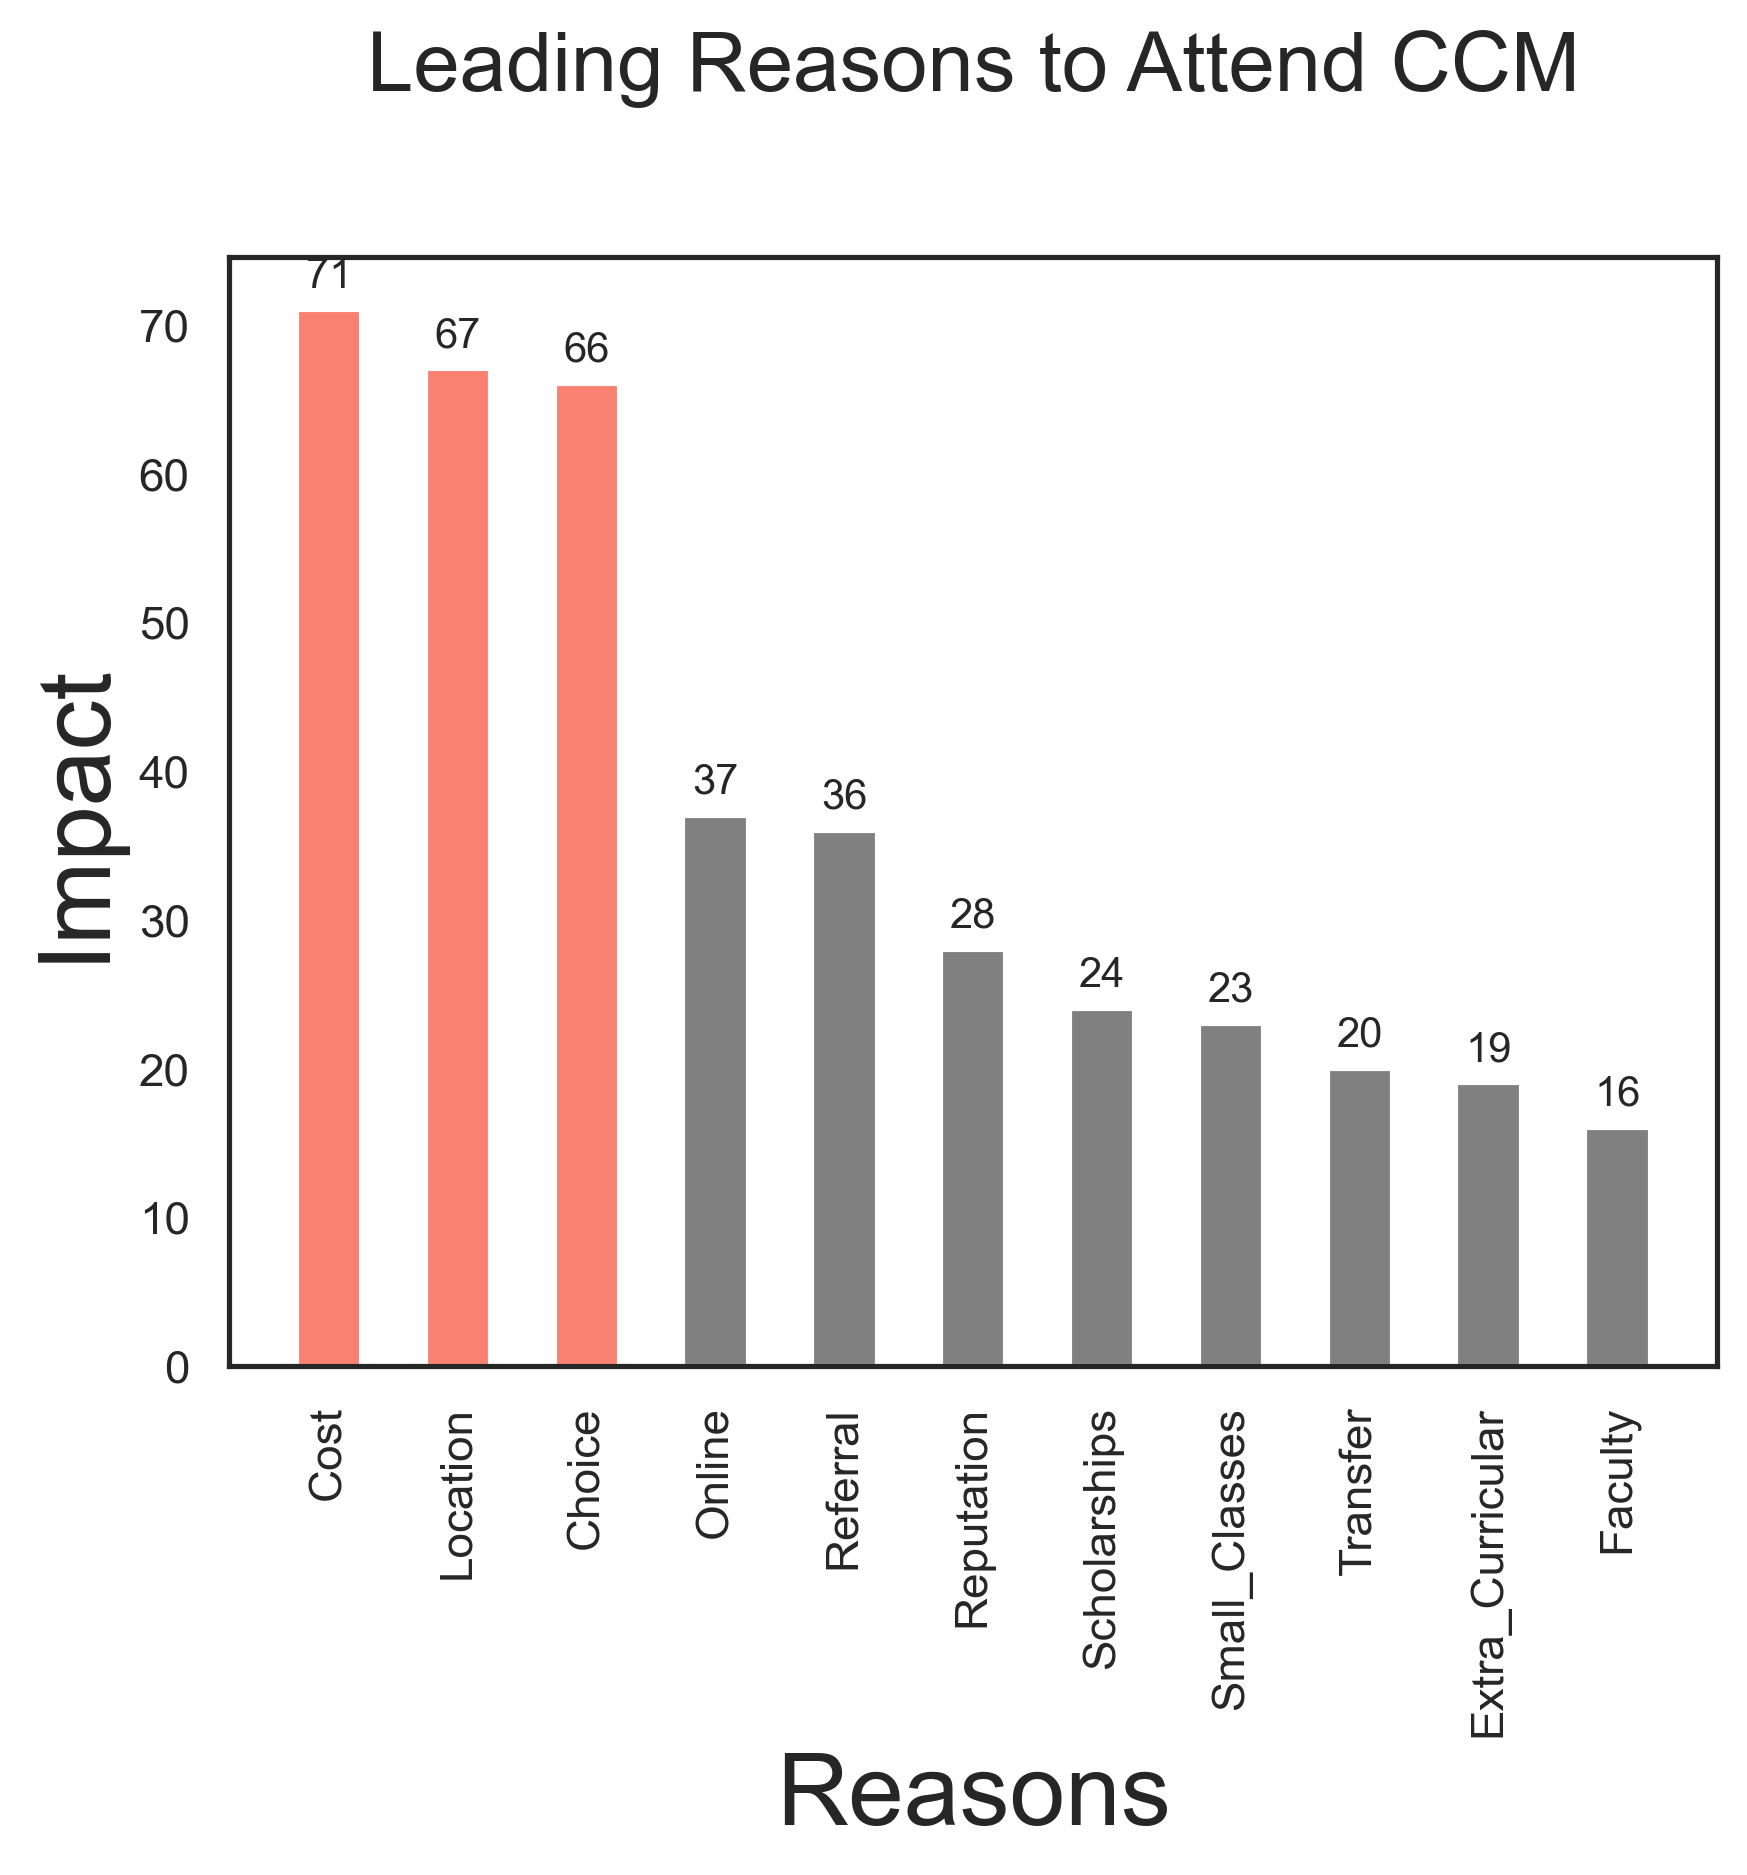 Leading Reasons to Attend CCM
71
67
66
37
36
28
24
23
20
19
16
70
60
50
40
30
20
10
0
Impact
Cost
Location
Choice
Online
Referral
Reputation
Scholarships
Small_Classes
Transfer
Extra_Curricular
Faculty
Reasons